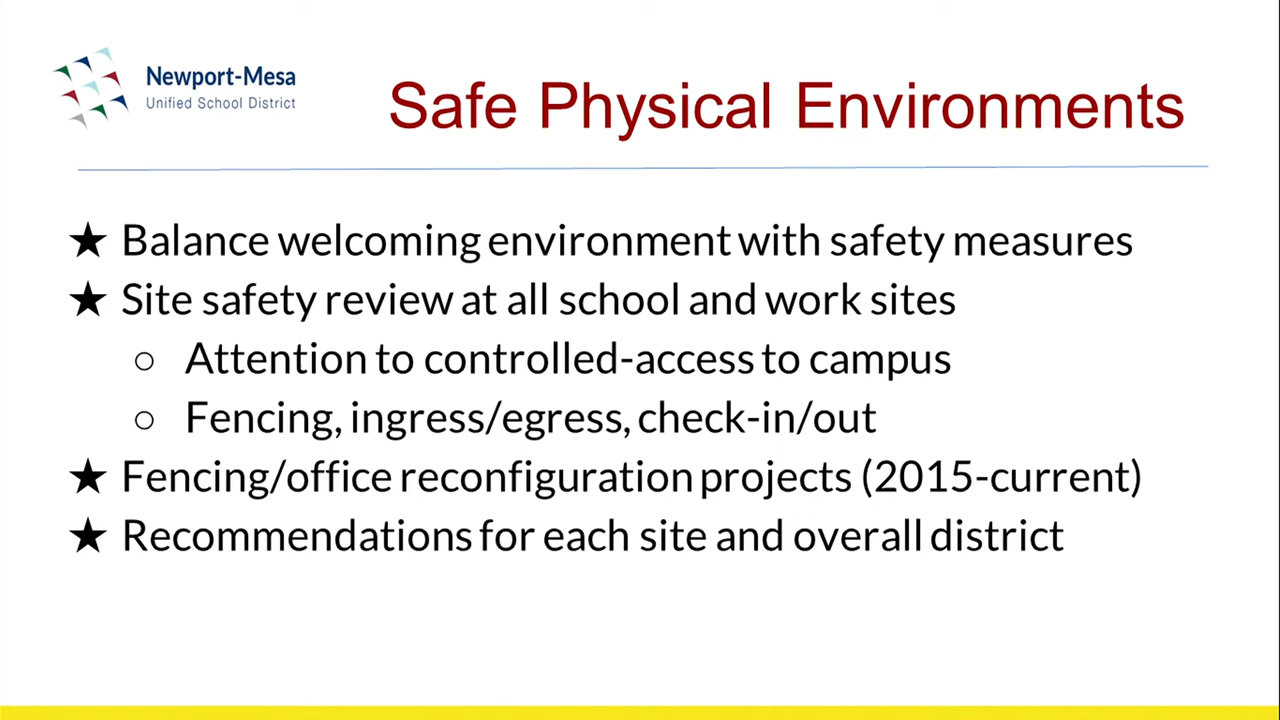 Newport-Mesa
Unified School District
Safe Physical Environments
★ Balance welcoming environment with safety measures
★ Site safety review at all school and work sites
○ Attention to controlled-access to campus
○ Fencing, ingress/egress, check-in/out
★ Fencing/office reconfiguration projects (2015-current)
★ Recommendations for each site and overall district